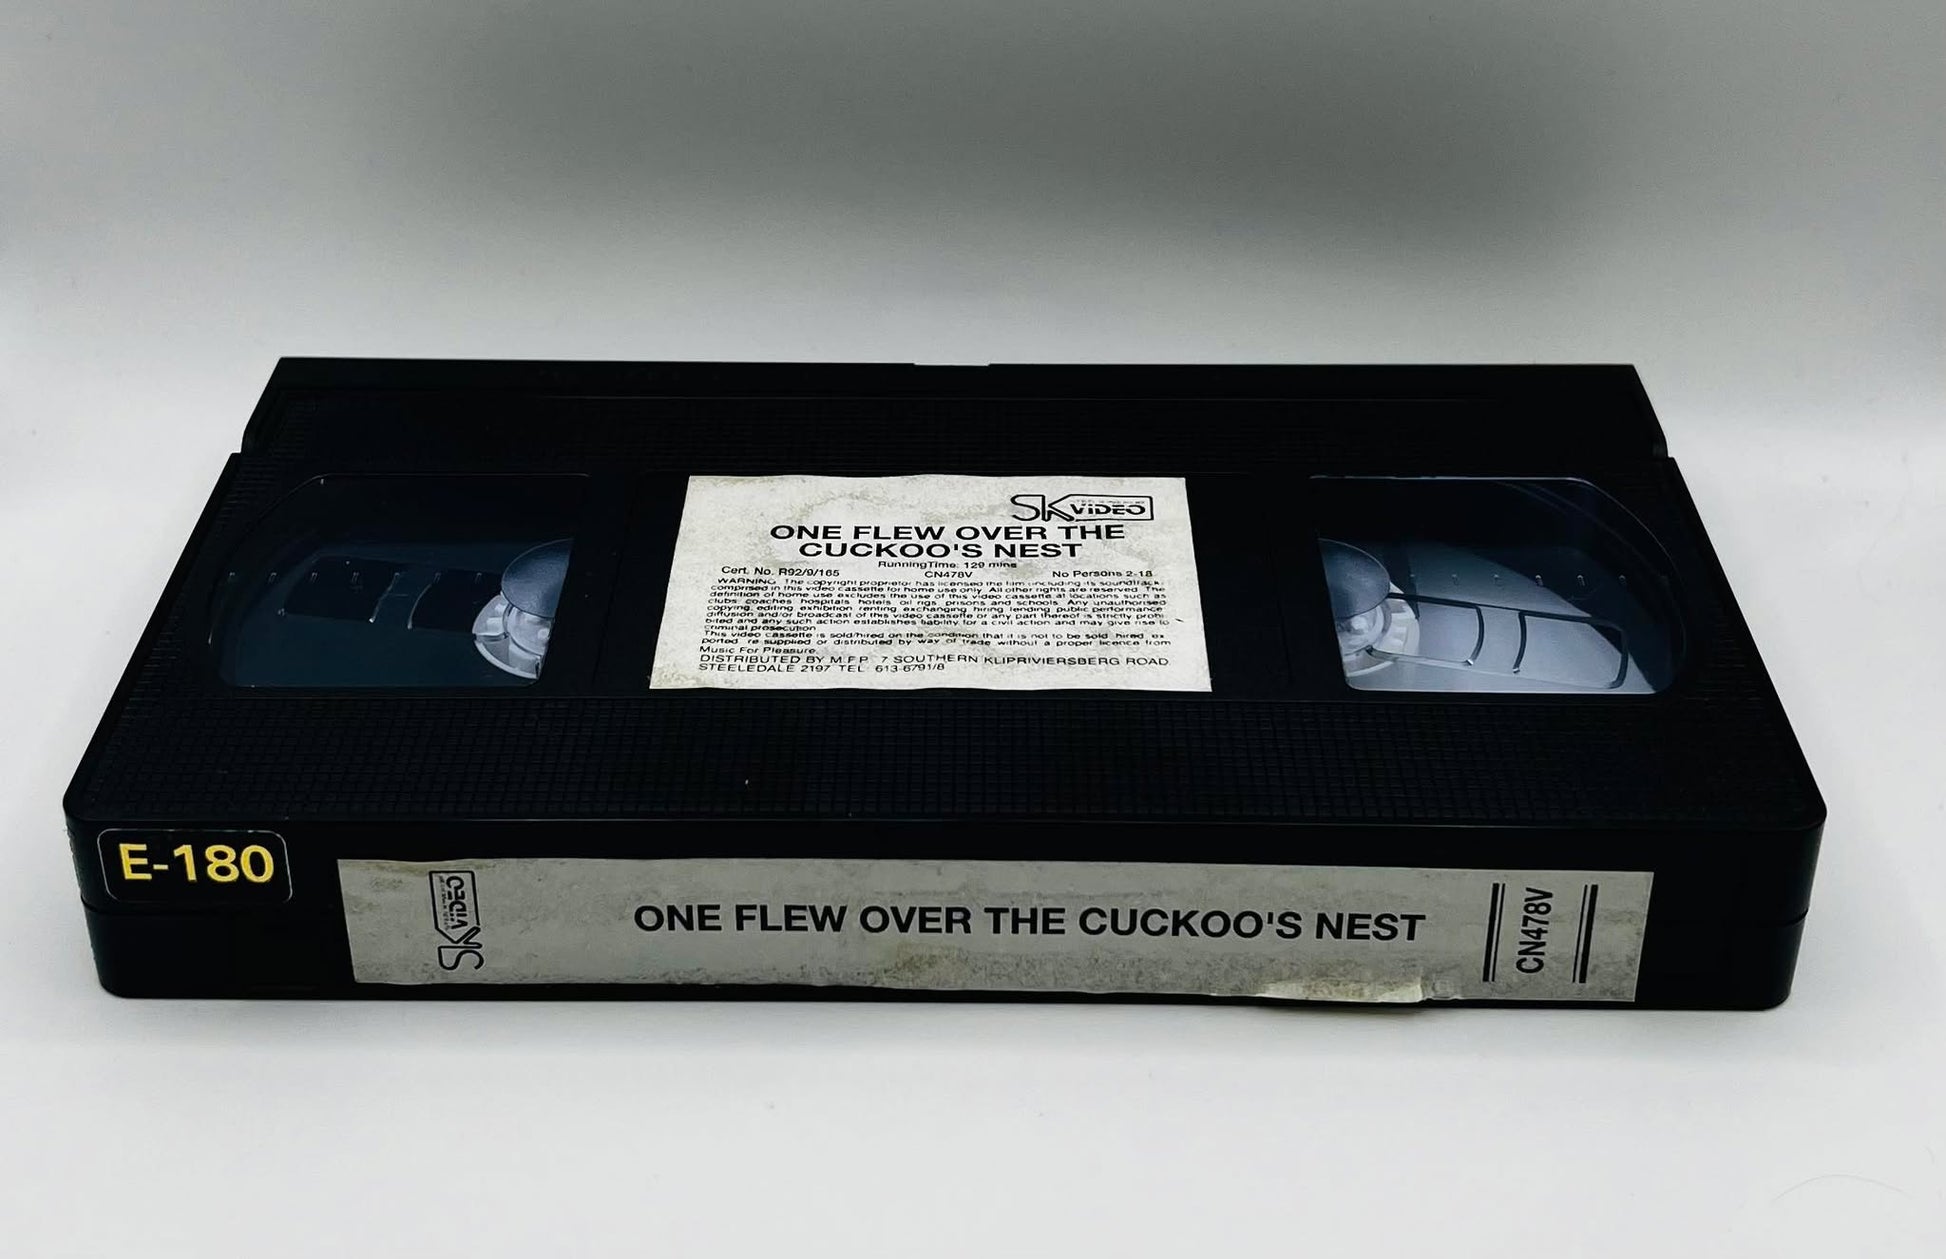 SK VIDEO
ONE FLEW OVER THE
CUCKOO'S NEST
RunningTime: 129 mins
Cert. No. R92/9/165 CN478V No Persons 2-18
WARNING: The copyright proprietor has licensed the film (including its soundtrack)
comprised in this video cassette for home use only. All other rights are reserved. The
definition of home use excludes the use of this video cassette at locations such as
clubs, coaches, hospitals, hotels, oil rigs, prisons and schools. Any unauthorised
copying, editing, exhibition, renting, exchanging, hiring, lending, public performance,
diffusion and/or broadcast of this video cassette or any part thereof is strictly prohi-
bited and any such action establishes liability for a civil action and may give rise to
criminal prosecution.
This video cassette is sold/hired on the condition that it is not to be sold, hired, ex-
ported, re-supplied or distributed by way of trade without a proper licence from
Music For Pleasure.
DISTRIBUTED BY M.F.P. 7 SOUTHERN KLIPRIVIERSBERG ROAD
STEELEDALE 2197 TEL: 613-6791/8
E-180
SK VIDEO
ONE FLEW OVER THE CUCKOO'S NEST
CN478V